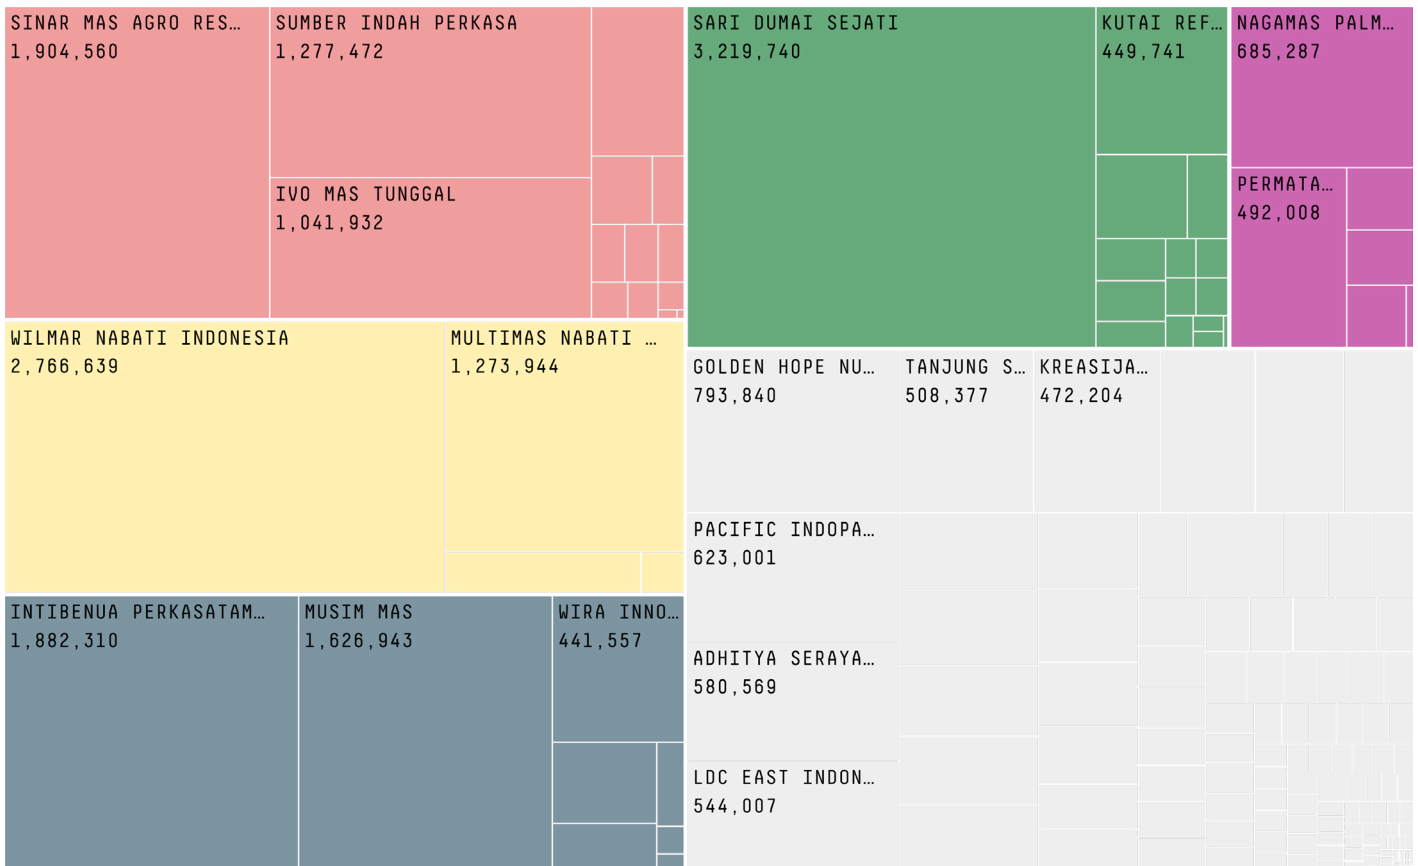 SINAR MAS AGRO RES…
1,904,560
SUMBER INDAH PERKASA
1,277,472
IVO MAS TUNGGAL
1,041,932
SARI DUMAI SEJATI
3,219,740
KUTAI REF…
449,741
NAGAMAS PALM…
685,287
PERMATA…
492,008
WILMAR NABATI INDONESIA
2,766,639
MULTIMAS NABATI …
1,273,944
GOLDEN HOPE NU…
793,840
TANJUNG S…
508,377
KREASIJA…
472,204
PACIFIC INDOPA…
623,001
ADHITYA SERAYA…
580,569
LDC EAST INDON…
544,007
INTIBENUA PERKASATAM…
1,882,310
MUSIM MAS
1,626,943
WIRA INNO…
441,557